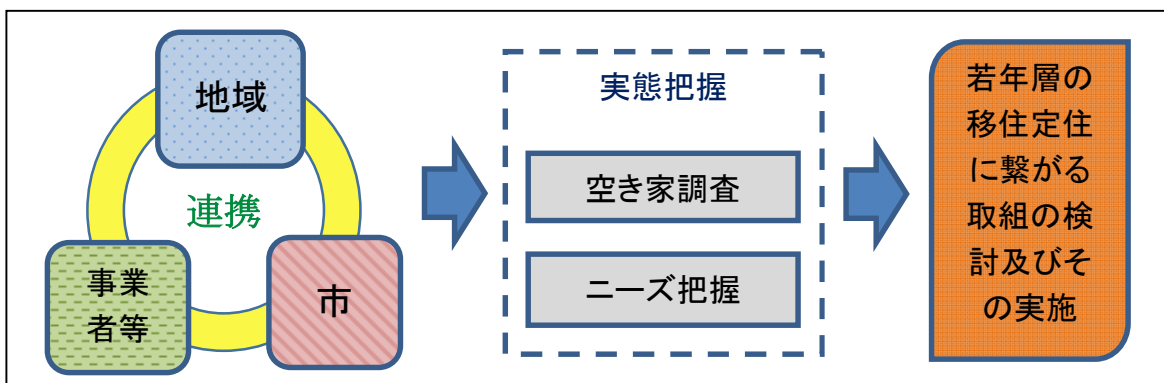 地域
連携
事業
者等
市
実態把握
空き家調査
ニーズ把握
若年層の
移住定住
に繋がる
取組の検
討及びそ
の実施